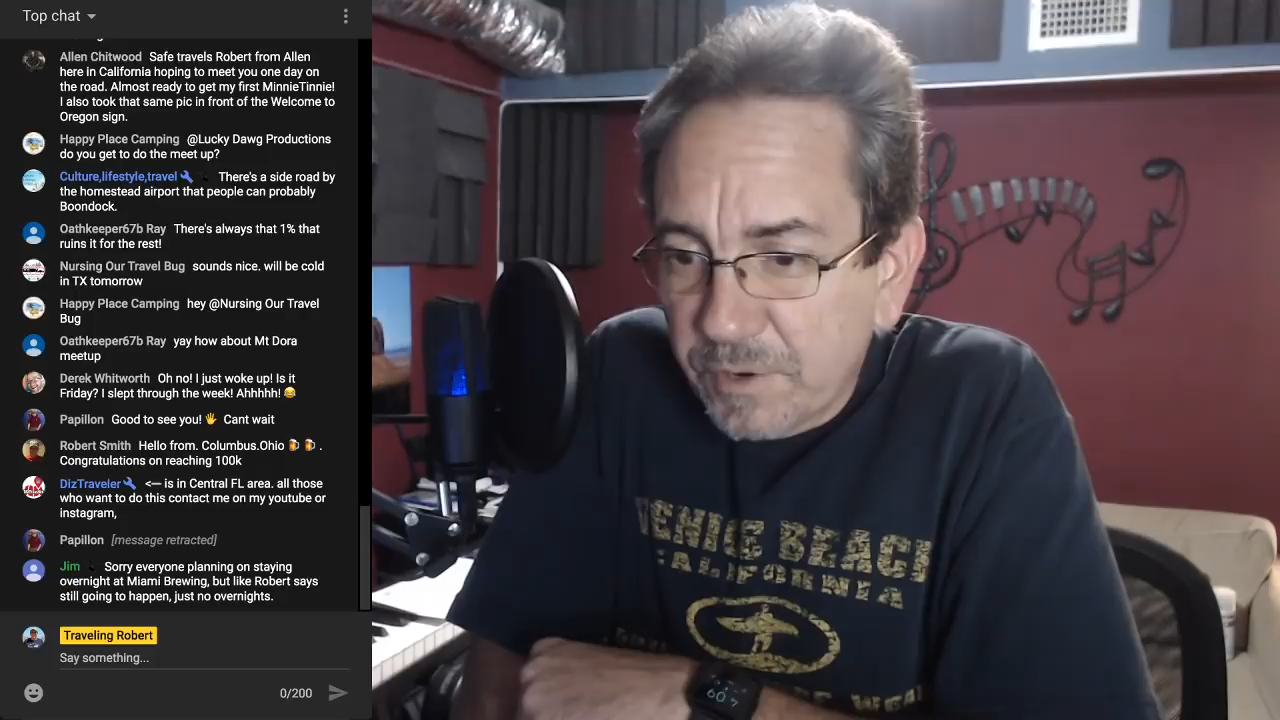 Top chat
Allen Chitwood Safe travels Robert from Allen
here in California hoping to meet you one day on
the road. Almost ready to get my first MinnieTinnie!
I also took that same pic in front of the Welcome to
Oregon sign.
Happy Place Camping @Lucky Dawg Productions
do you get to do the meet up?
Culture,lifestyle,travel There's a side road by
the homestead airport that people can probably
Boondock.
Oathkeeper67b Ray There's always that 1% that
ruins it for the rest!
Nursing Our Travel Bug sounds nice. will be cold
in TX tomorrow
Happy Place Camping hey @Nursing Our Travel
Bug
Oathkeeper67b Ray yay how about Mt Dora
meetup
Derek Whitworth Oh no! I just woke up! Is it
Friday? I slept through the week! Ahhhhh! 😂
Papillon Good to see you! 🖐 Cant wait
Robert Smith Hello from. Columbus.Ohio 🍺 🍺 .
Congratulations on reaching 100k
DizTraveler <— is in Central FL area. all those
who want to do this contact me on my youtube or
instagram,
Papillon [message retracted]
Jim Sorry everyone planning on staying
overnight at Miami Brewing, but like Robert says
still going to happen, just no overnights.
Traveling Robert
Say something...
0/200
VENICE BEACH
CALIFORNIA